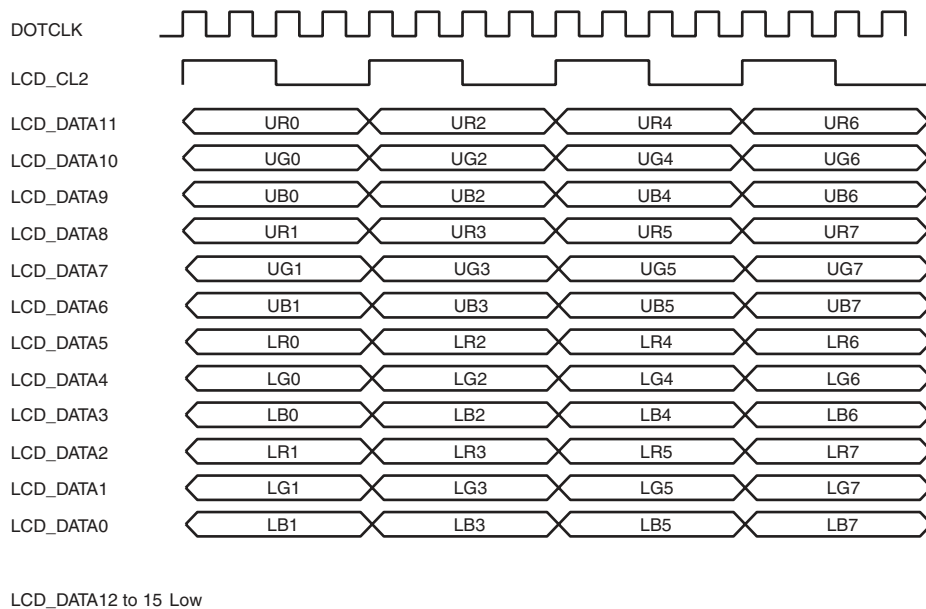 DOTCLK
LCD_CL2
LCD_DATA11 UR0 UR2 UR4 UR6
LCD_DATA10 UG0 UG2 UG4 UG6
LCD_DATA9 UB0 UB2 UB4 UB6
LCD_DATA8 UR1 UR3 UR5 UR7
LCD_DATA7 UG1 UG3 UG5 UG7
LCD_DATA6 UB1 UB3 UB5 UB7
LCD_DATA5 LR0 LR2 LR4 LR6
LCD_DATA4 LG0 LG2 LG4 LG6
LCD_DATA3 LB0 LB2 LB4 LB6
LCD_DATA2 LR1 LR3 LR5 LR7
LCD_DATA1 LG1 LG3 LG5 LG7
LCD_DATA0 LB1 LB3 LB5 LB7
LCD_DATA12 to 15 Low